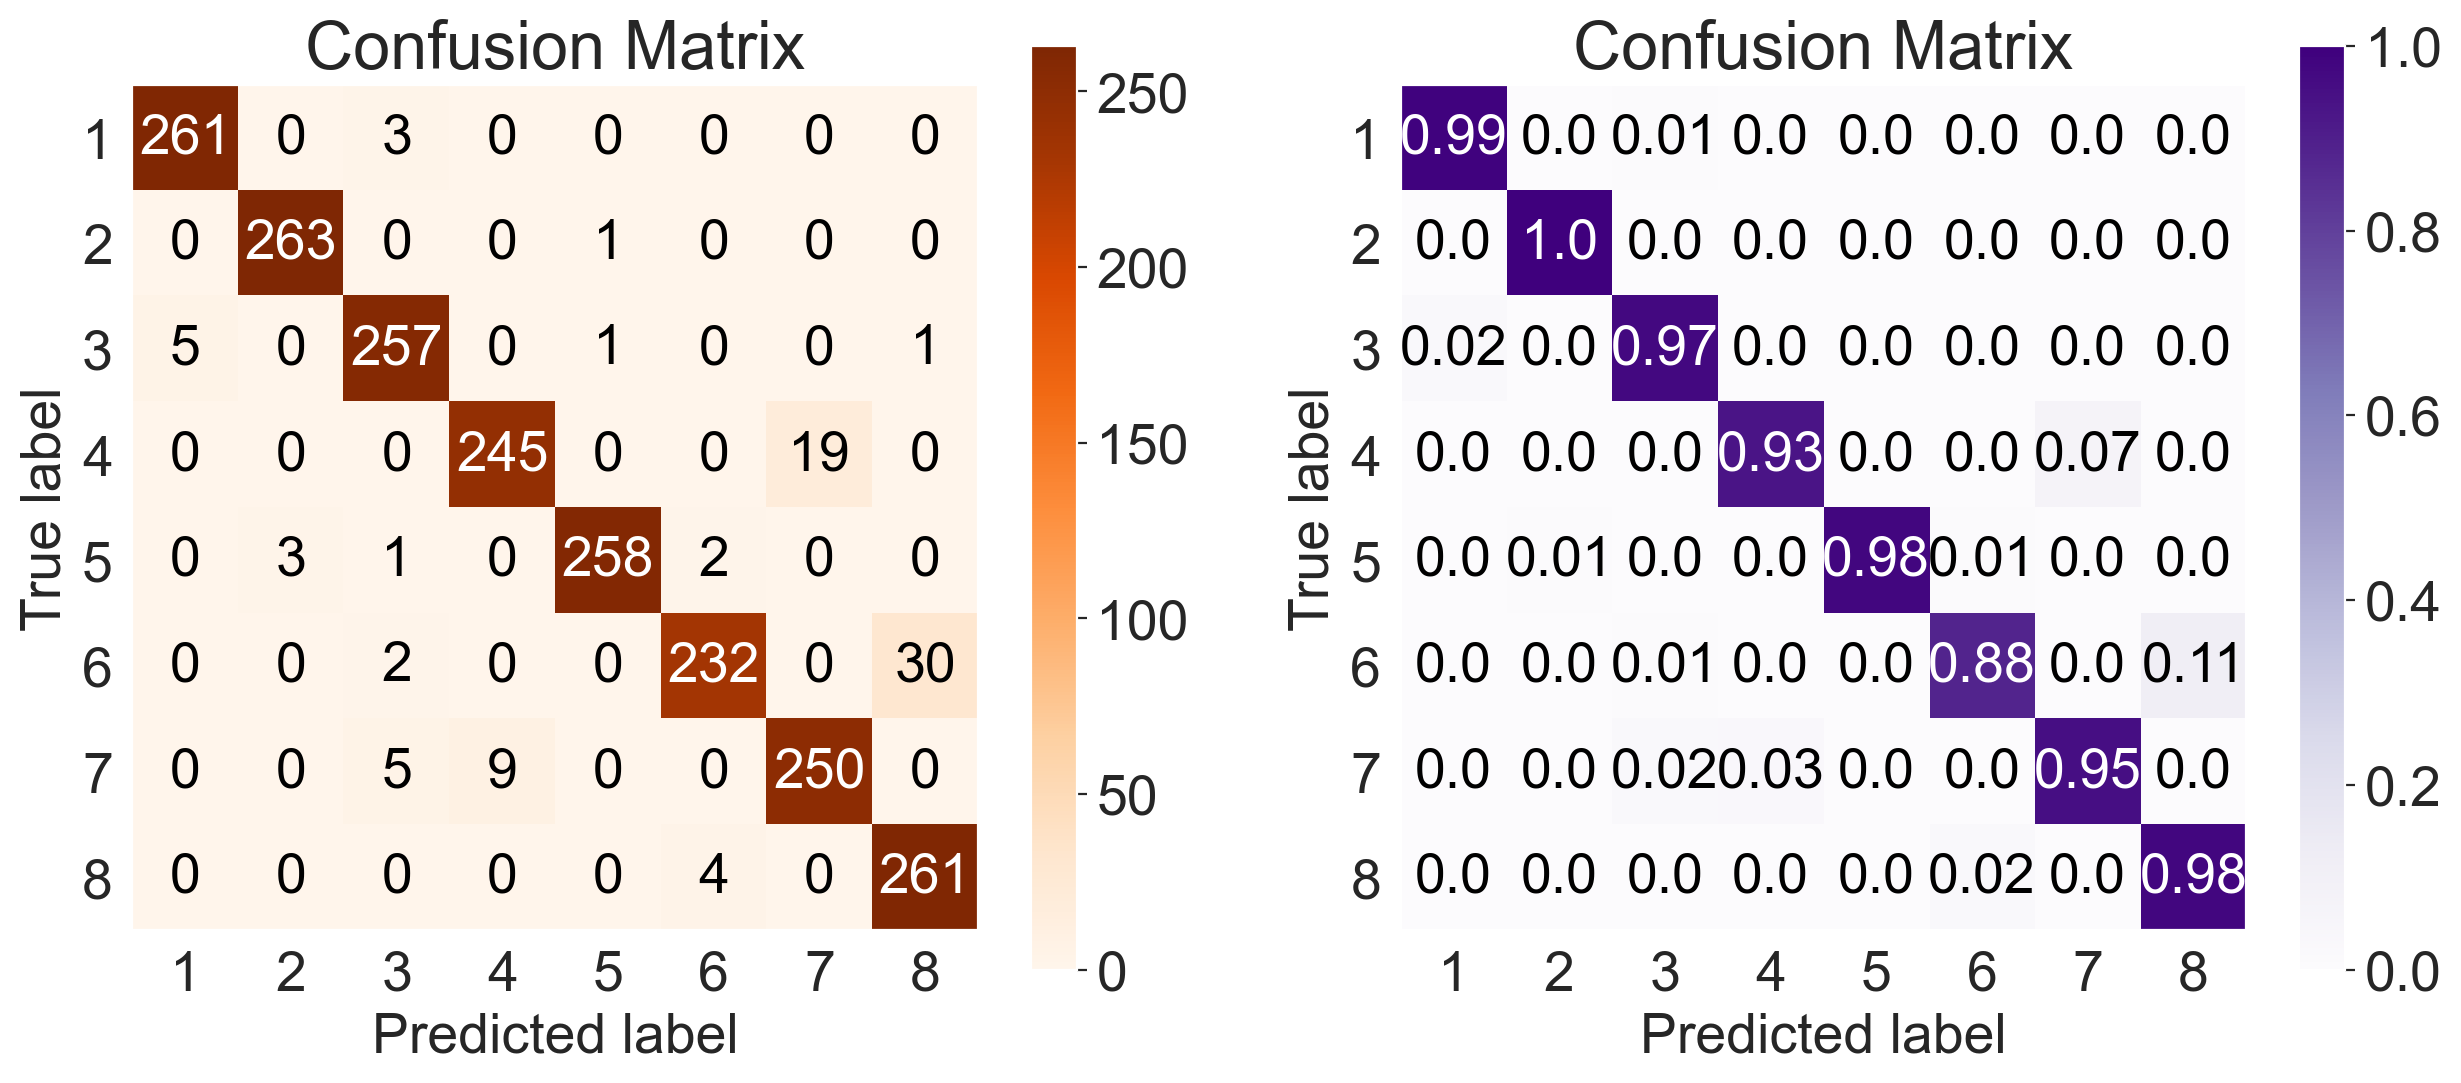 Confusion Matrix
1 261 0 3 0 0 0 0 0
2 0 263 0 0 1 0 0 0
3 5 0 257 0 1 0 0 1
4 0 0 0 245 0 0 19 0
5 0 3 1 0 258 2 0 0
6 0 0 2 0 0 232 0 30
7 0 0 5 9 0 0 250 0
8 0 0 0 0 0 4 0 261
1 2 3 4 5 6 7 8
Predicted label
True label
250
200
150
100
50
0
Confusion Matrix
1 0.99 0.0 0.01 0.0 0.0 0.0 0.0 0.0
2 0.0 1.0 0.0 0.0 0.0 0.0 0.0 0.0
3 0.02 0.0 0.97 0.0 0.0 0.0 0.0 0.0
4 0.0 0.0 0.0 0.93 0.0 0.0 0.07 0.0
5 0.0 0.01 0.0 0.0 0.98 0.01 0.0 0.0
6 0.0 0.0 0.01 0.0 0.0 0.88 0.0 0.11
7 0.0 0.0 0.02 0.03 0.0 0.0 0.95 0.0
8 0.0 0.0 0.0 0.0 0.0 0.02 0.0 0.98
1 2 3 4 5 6 7 8
Predicted label
True label
1.0
0.8
0.6
0.4
0.2
0.0